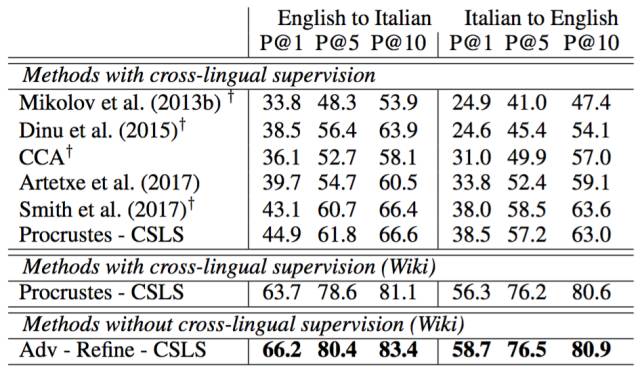 English to Italian Italian to English
P@1 P@5 P@10 P@1 P@5 P@10
Methods with cross-lingual supervision
Mikolov et al. (2013b) † 33.8 48.3 53.9 24.9 41.0 47.4
Dinu et al. (2015)† 38.5 56.4 63.9 24.6 45.4 54.1
CCA† 36.1 52.7 58.1 31.0 49.9 57.0
Artetxe et al. (2017) 39.7 54.7 60.5 33.8 52.4 59.1
Smith et al. (2017)† 43.1 60.7 66.4 38.0 58.5 63.6
Procrustes - CSLS 44.9 61.8 66.6 38.5 57.2 63.0
Methods with cross-lingual supervision (Wiki)
Procrustes - CSLS 63.7 78.6 81.1 56.3 76.2 80.6
Methods without cross-lingual supervision (Wiki)
Adv - Refine - CSLS 66.2 80.4 83.4 58.7 76.5 80.9